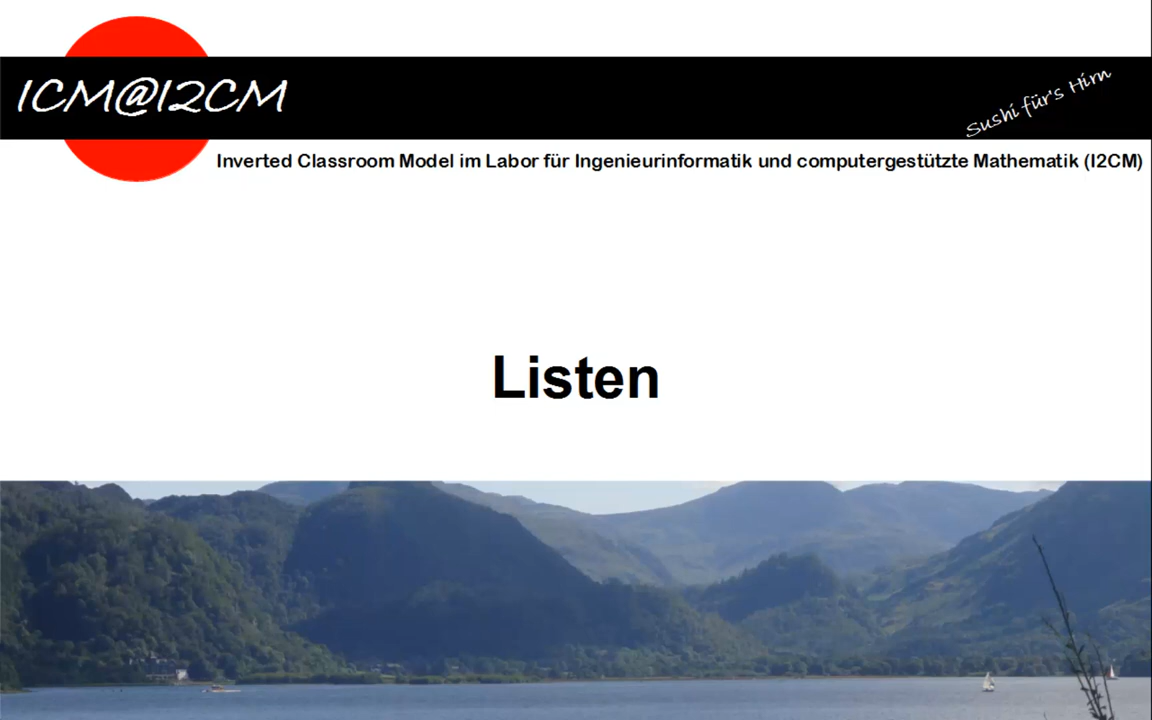 ICM@I2CM
Sushi für's Hirn
Inverted Classroom Model im Labor für Ingenieurinformatik und computergestützte Mathematik (I2CM)
Listen